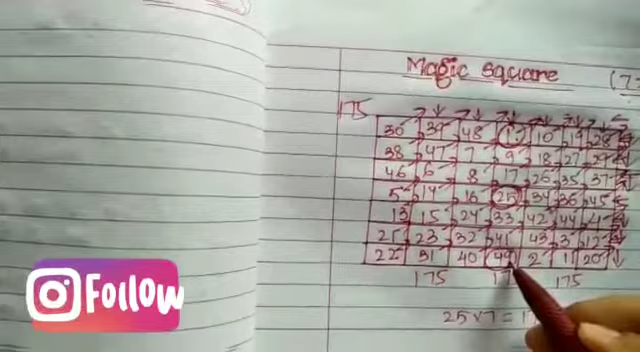 Magic Square (7
175
30 39 48 1 10 19 28
38 47 7 9 18 27 29
46 6 8 17 26 35 37
5 14 16 25 34 36 45
13 15 24 33 42 44 4
21 23 32 41 43 3 12
22 31 40 49 2 11 20
175 175
25x7 =
Follow